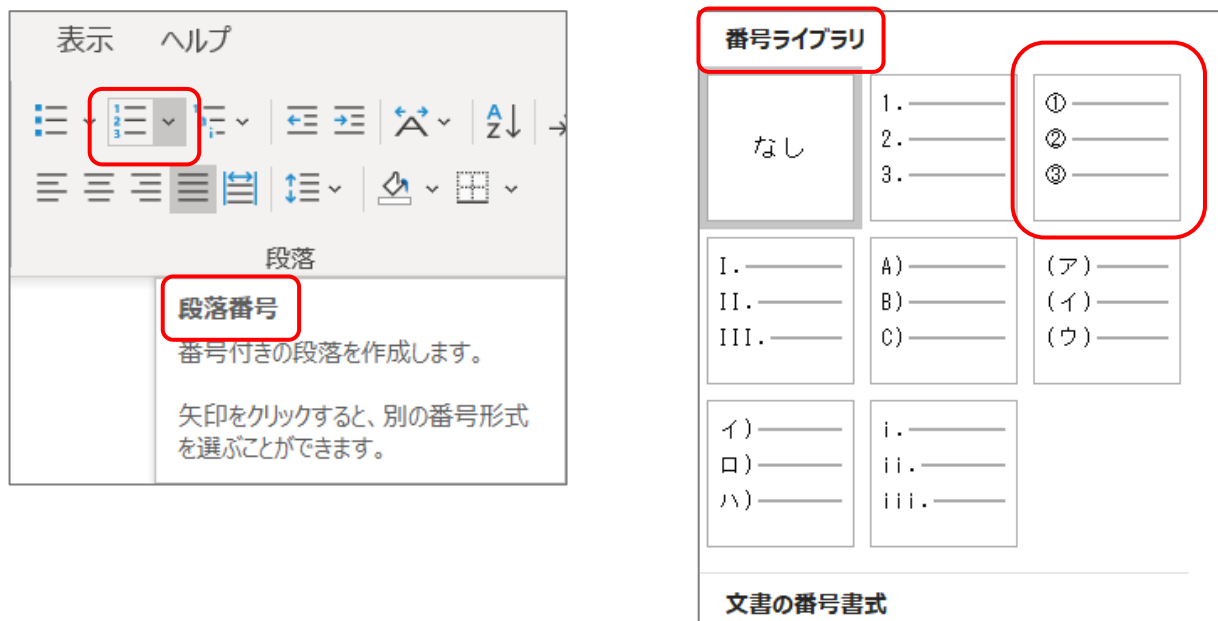 表示 ヘルプ
段落
段落番号
番号付きの段落を作成します。
矢印をクリックすると、別の番号形式
を選ぶことができます。
番号ライブラリ
なし
1.
2.
3.
①
②
③
I.
II.
III.
A)
B)
C)
(ア)
(イ)
(ウ)
イ)
ロ)
ハ)
i.
ii.
iii.
文書の番号書式